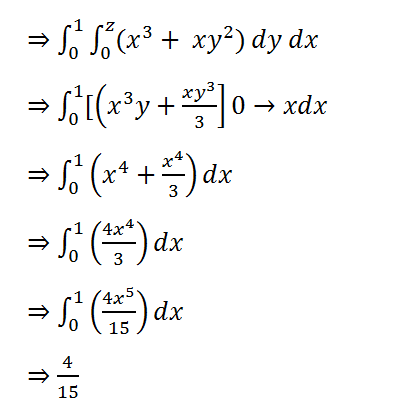 ⇒ ∫₀¹ ∫₀ᶻ (x³ + xy²) dy dx
⇒ ∫₀¹ [(x³y + xy³/3] 0 → xdx
⇒ ∫₀¹ (x⁴ + x⁴/3) dx
⇒ ∫₀¹ (4x⁴/3) dx
⇒ ∫₀¹ (4x⁵/15) dx
⇒ 4/15